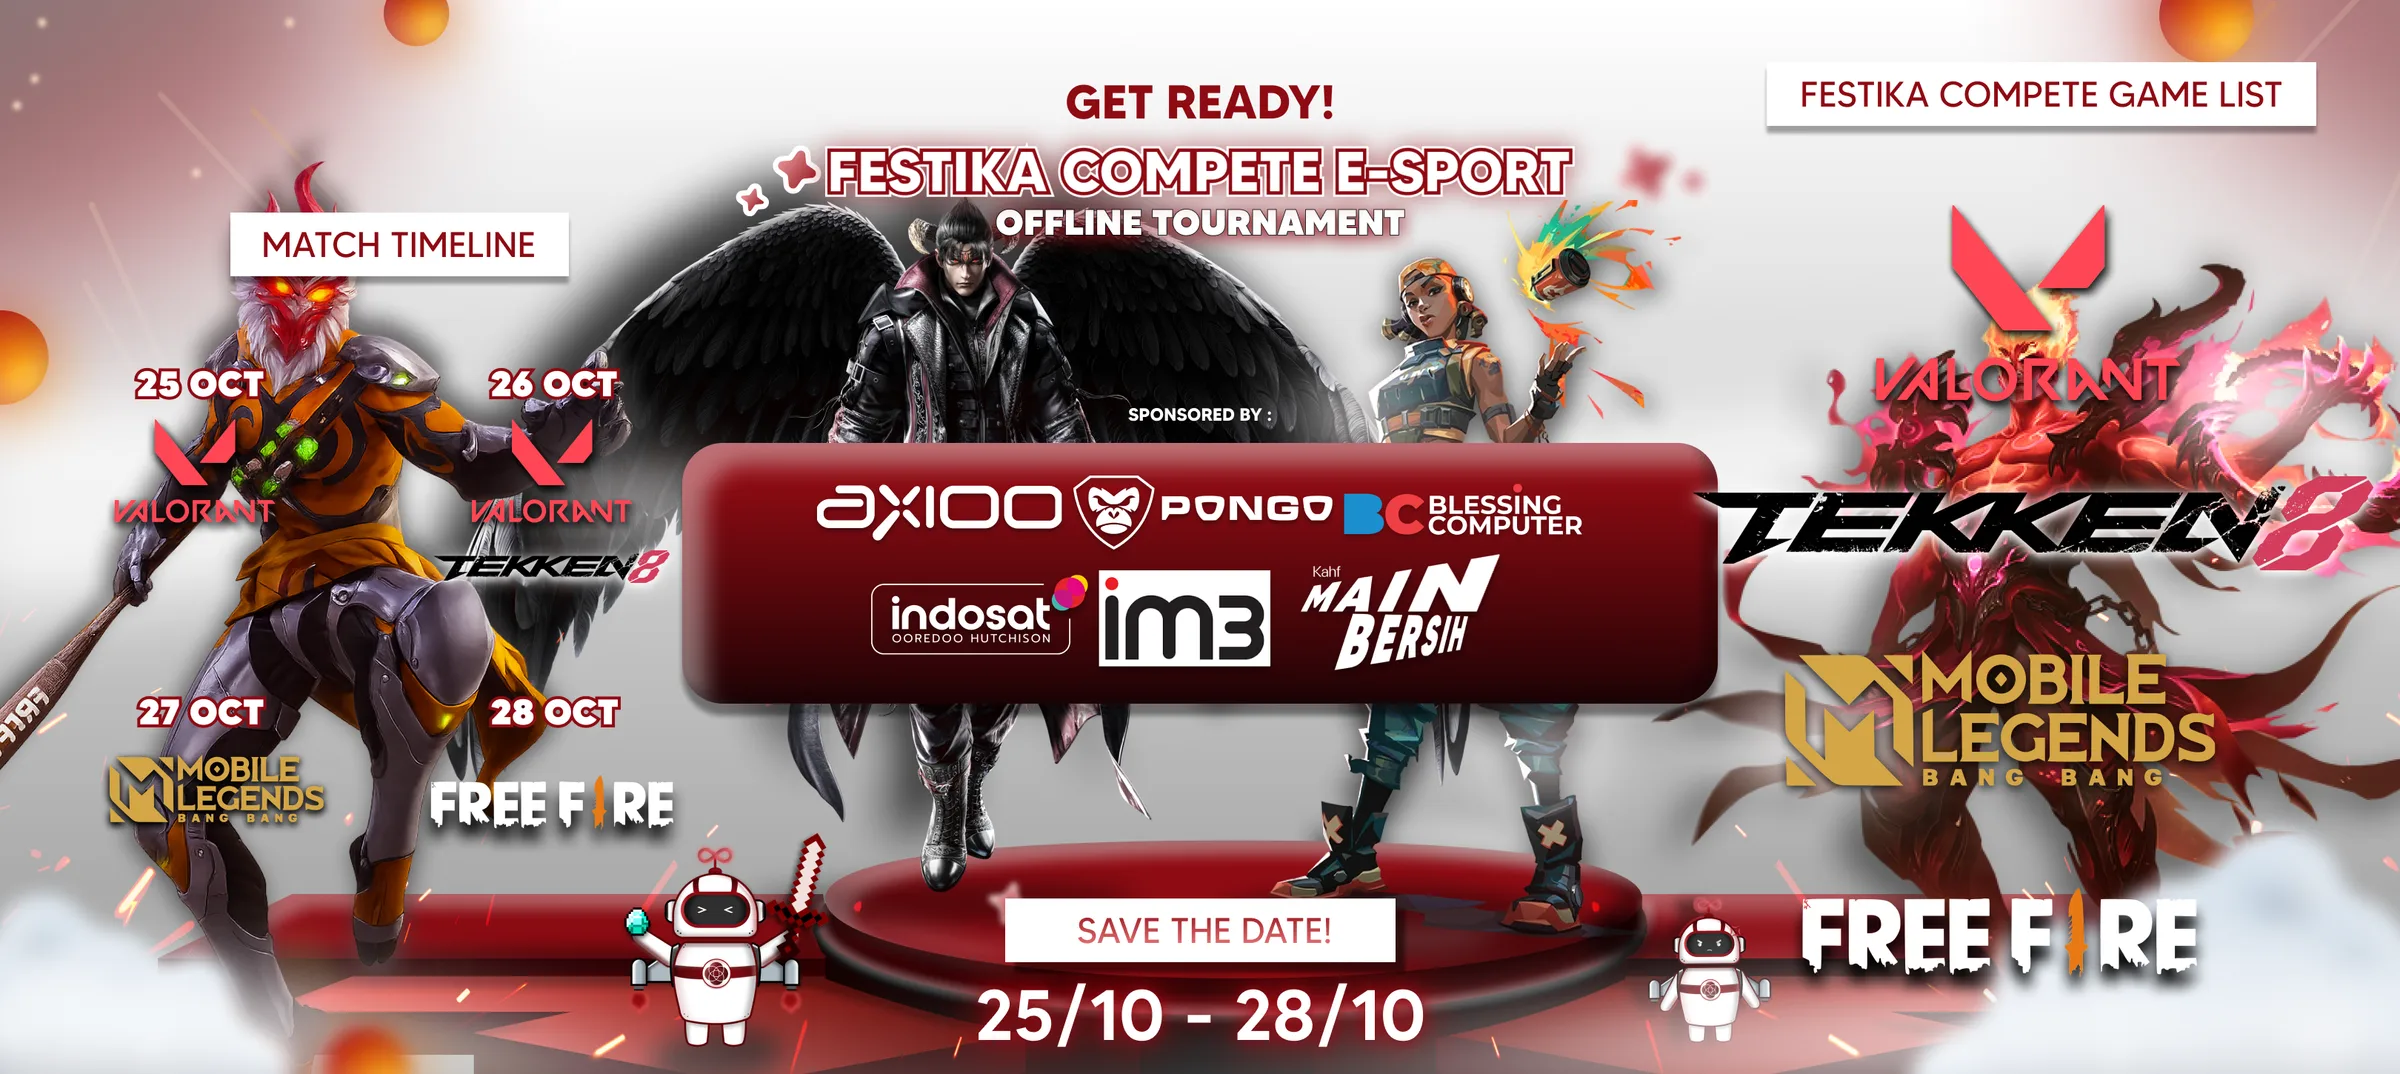 GET READY!
FESTIKA COMPETE E-SPORT
OFFLINE TOURNAMENT
MATCH TIMELINE
25 OCT
VALORANT
26 OCT
VALORANT
TEKKEN 8
27 OCT
MOBILE
LEGENDS
BANG BANG
28 OCT
FREE FIRE
SPONSORED BY :
AXIOO
PONGO
BC BLESSING
COMPUTER
indosat
OOREDOO HUTCHISON
im3
Kahf
MAIN
BERSIH
SAVE THE DATE!
25/10 - 28/10
FESTIKA COMPETE GAME LIST
VALORANT
TEKKEN 8
MOBILE
LEGENDS
BANG BANG
FREE FIRE